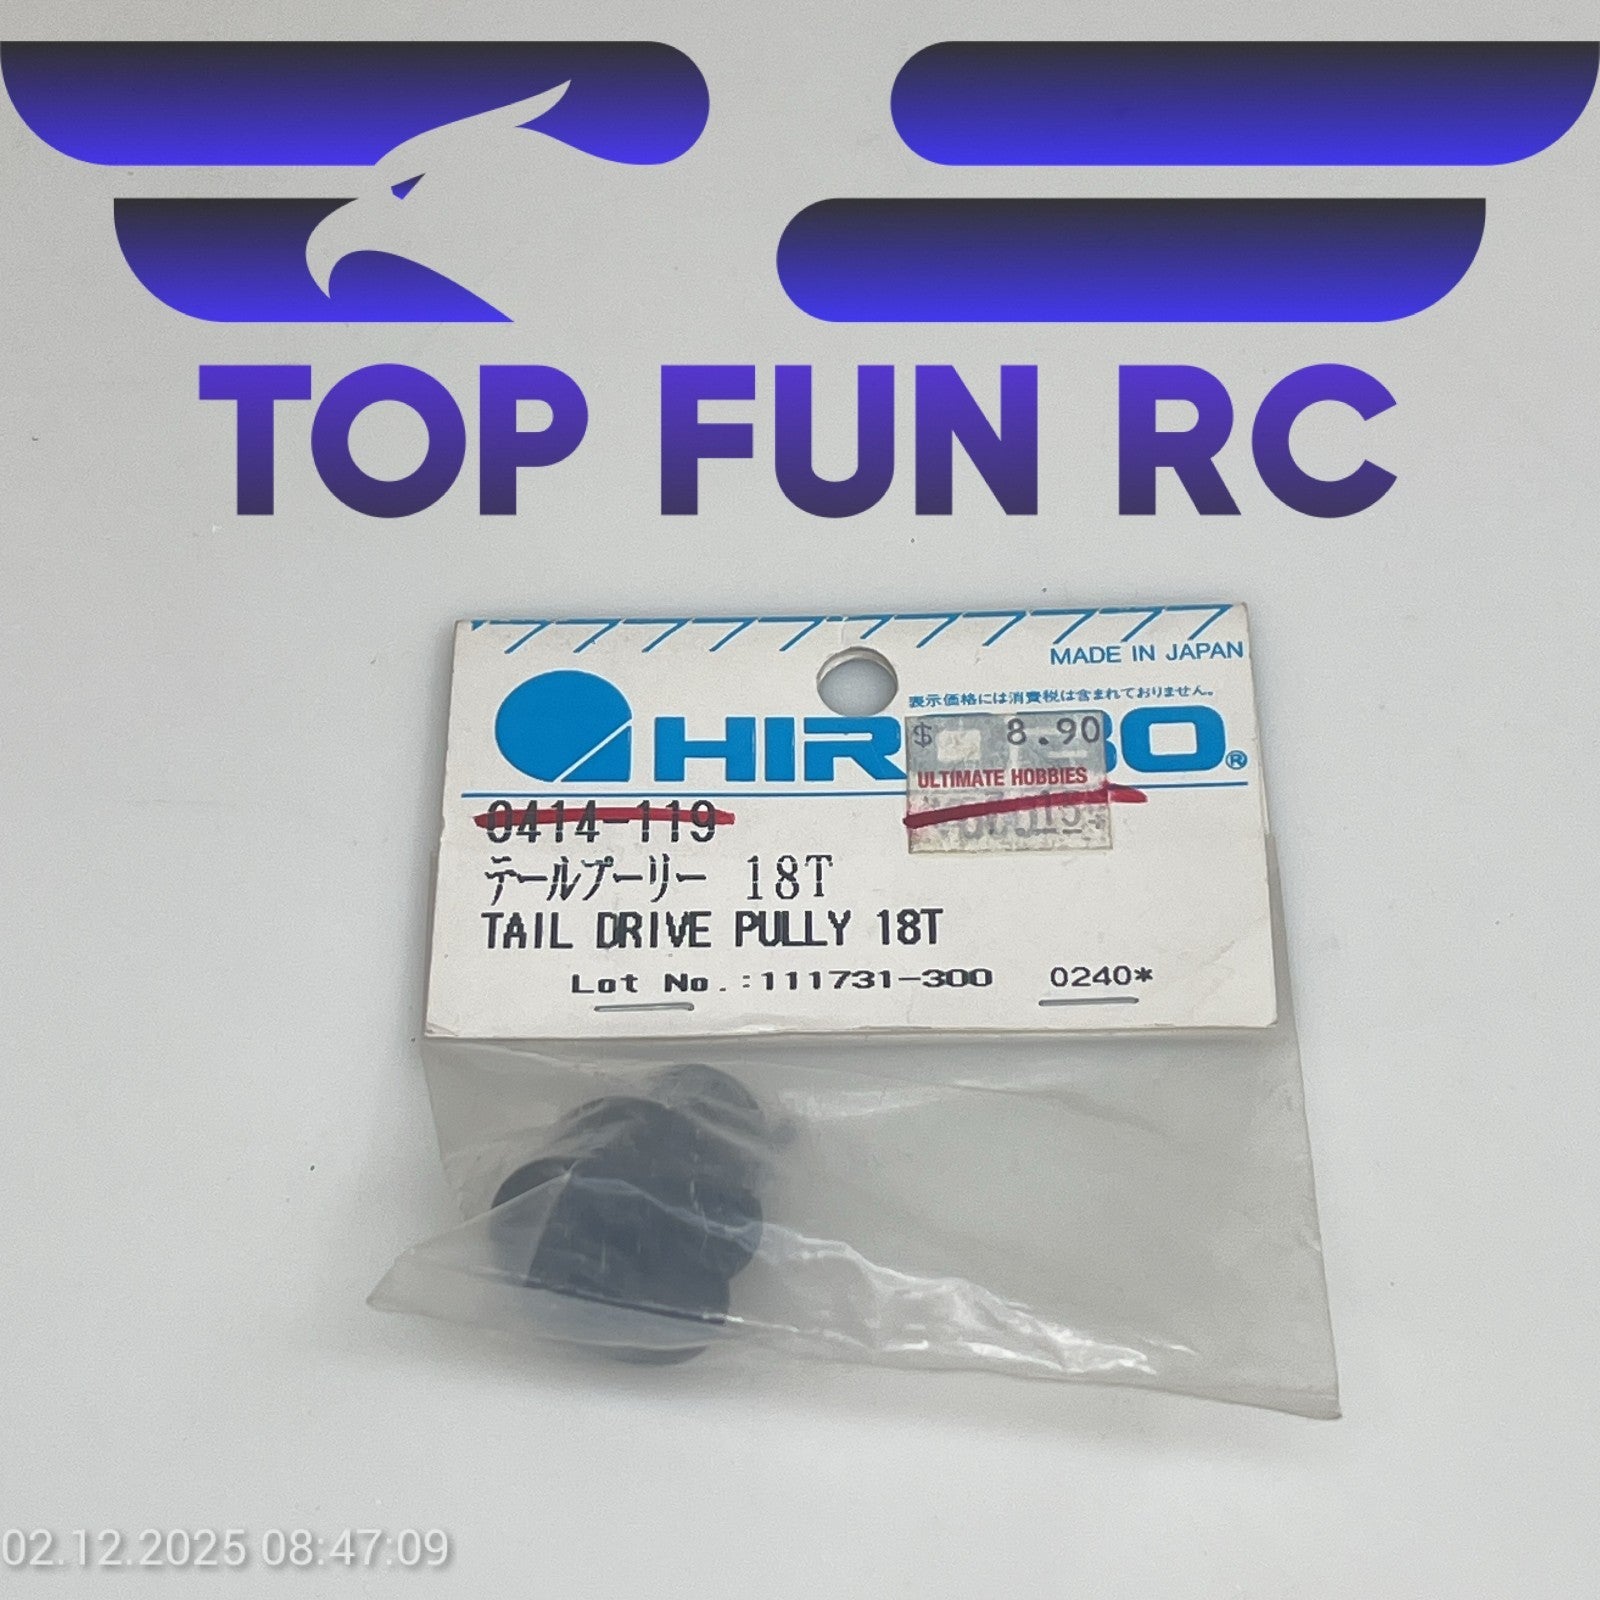 TOP FUN RC
MADE IN JAPAN
表示価格には消費税は含まれておりません。
HIROBO®
$ 8.90
ULTIMATE HOBBIES
0414-119
テールプーリー 18T
TAIL DRIVE PULLY 18T
Lot No.:111731-300 0240*
02.12.2025 08:47:09